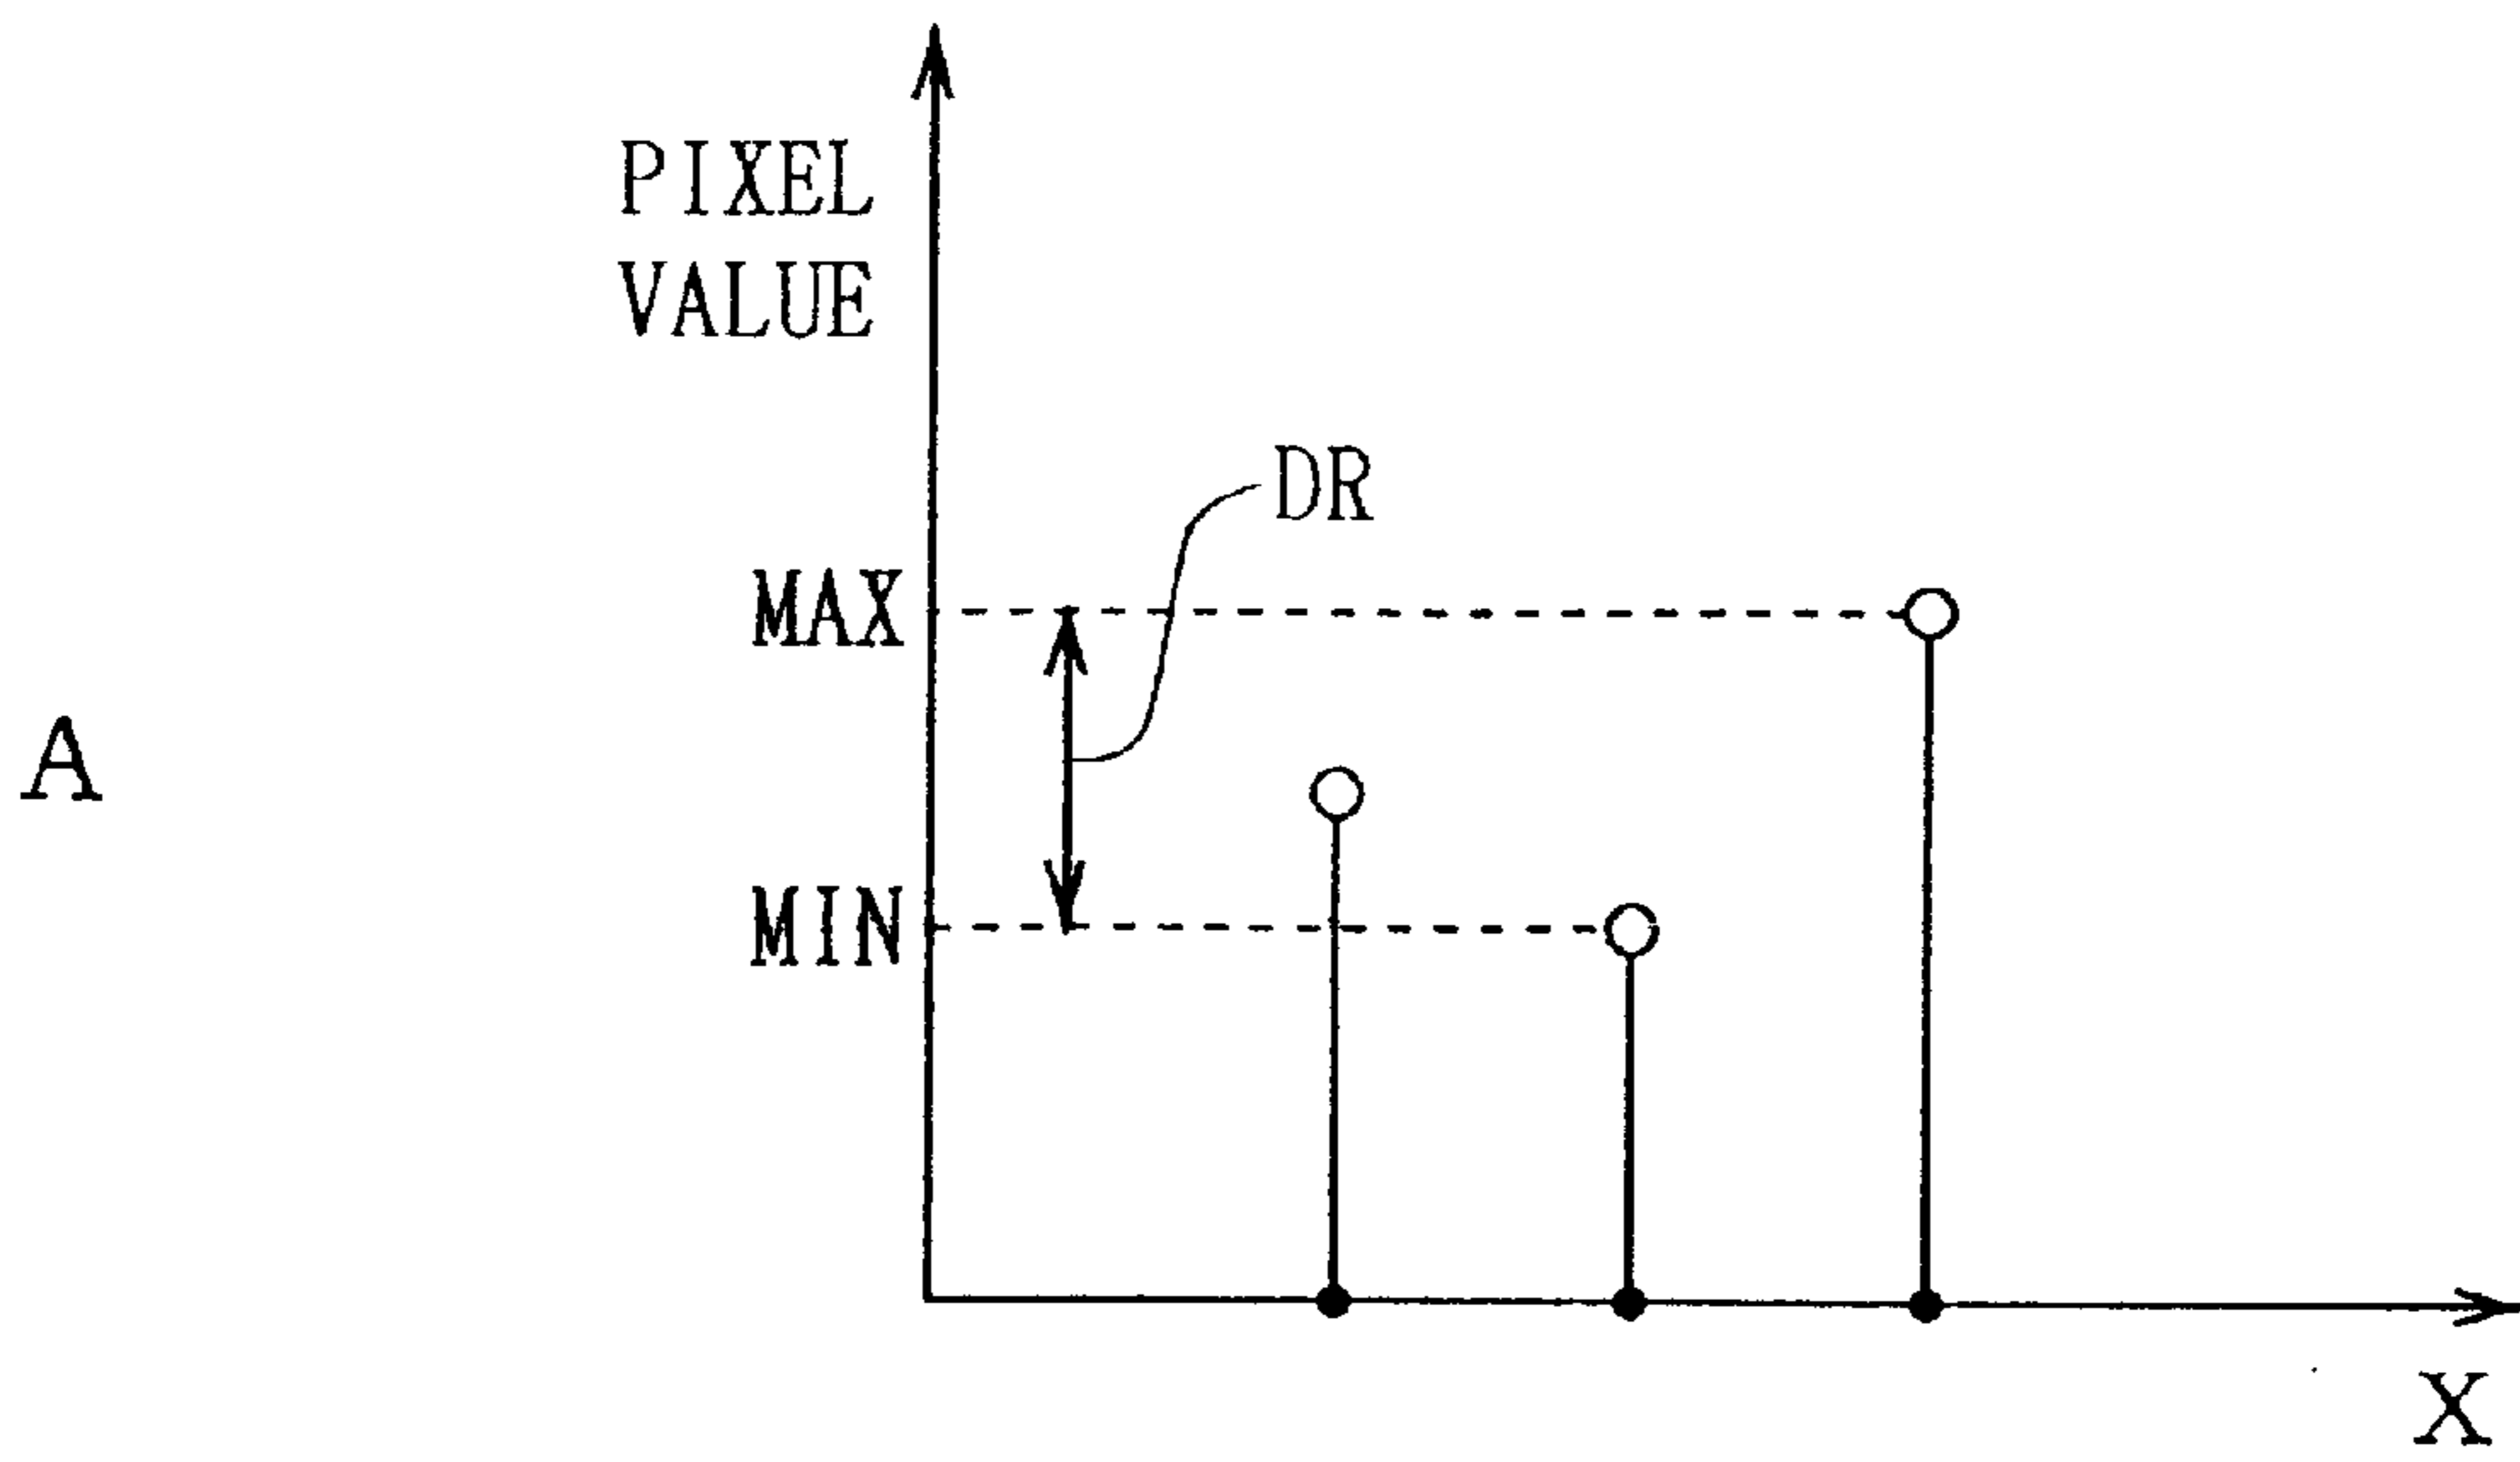 PIXEL
VALUE
DR
MAX
A
MIN
X